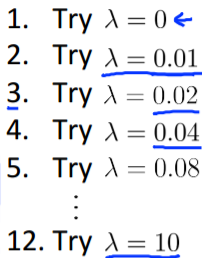 1. Try λ = 0 ←
2. Try λ = 0.01
3. Try λ = 0.02
4. Try λ = 0.04
5. Try λ = 0.08
⋮
12. Try λ = 10